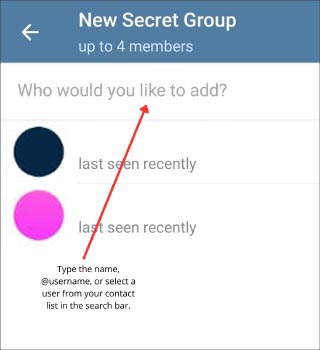 New Secret Group
up to 4 members
Who would you like to add?
last seen recently
last seen recently
Type the name,
@username, or select a
user from your contact
list in the search bar.